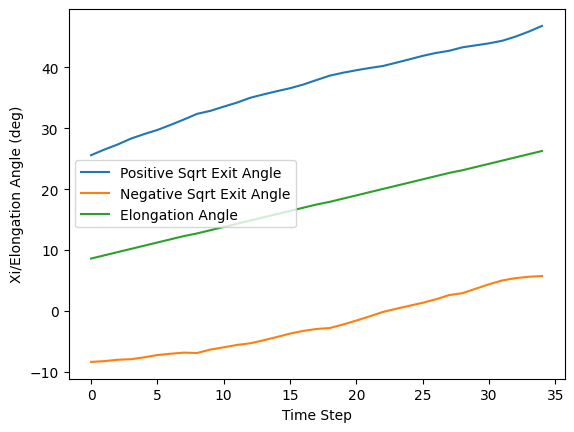 40
30
20
10
0
−10
Xi/Elongation Angle (deg)
Positive Sqrt Exit Angle
Negative Sqrt Exit Angle
Elongation Angle
0 5 10 15 20 25 30 35
Time Step